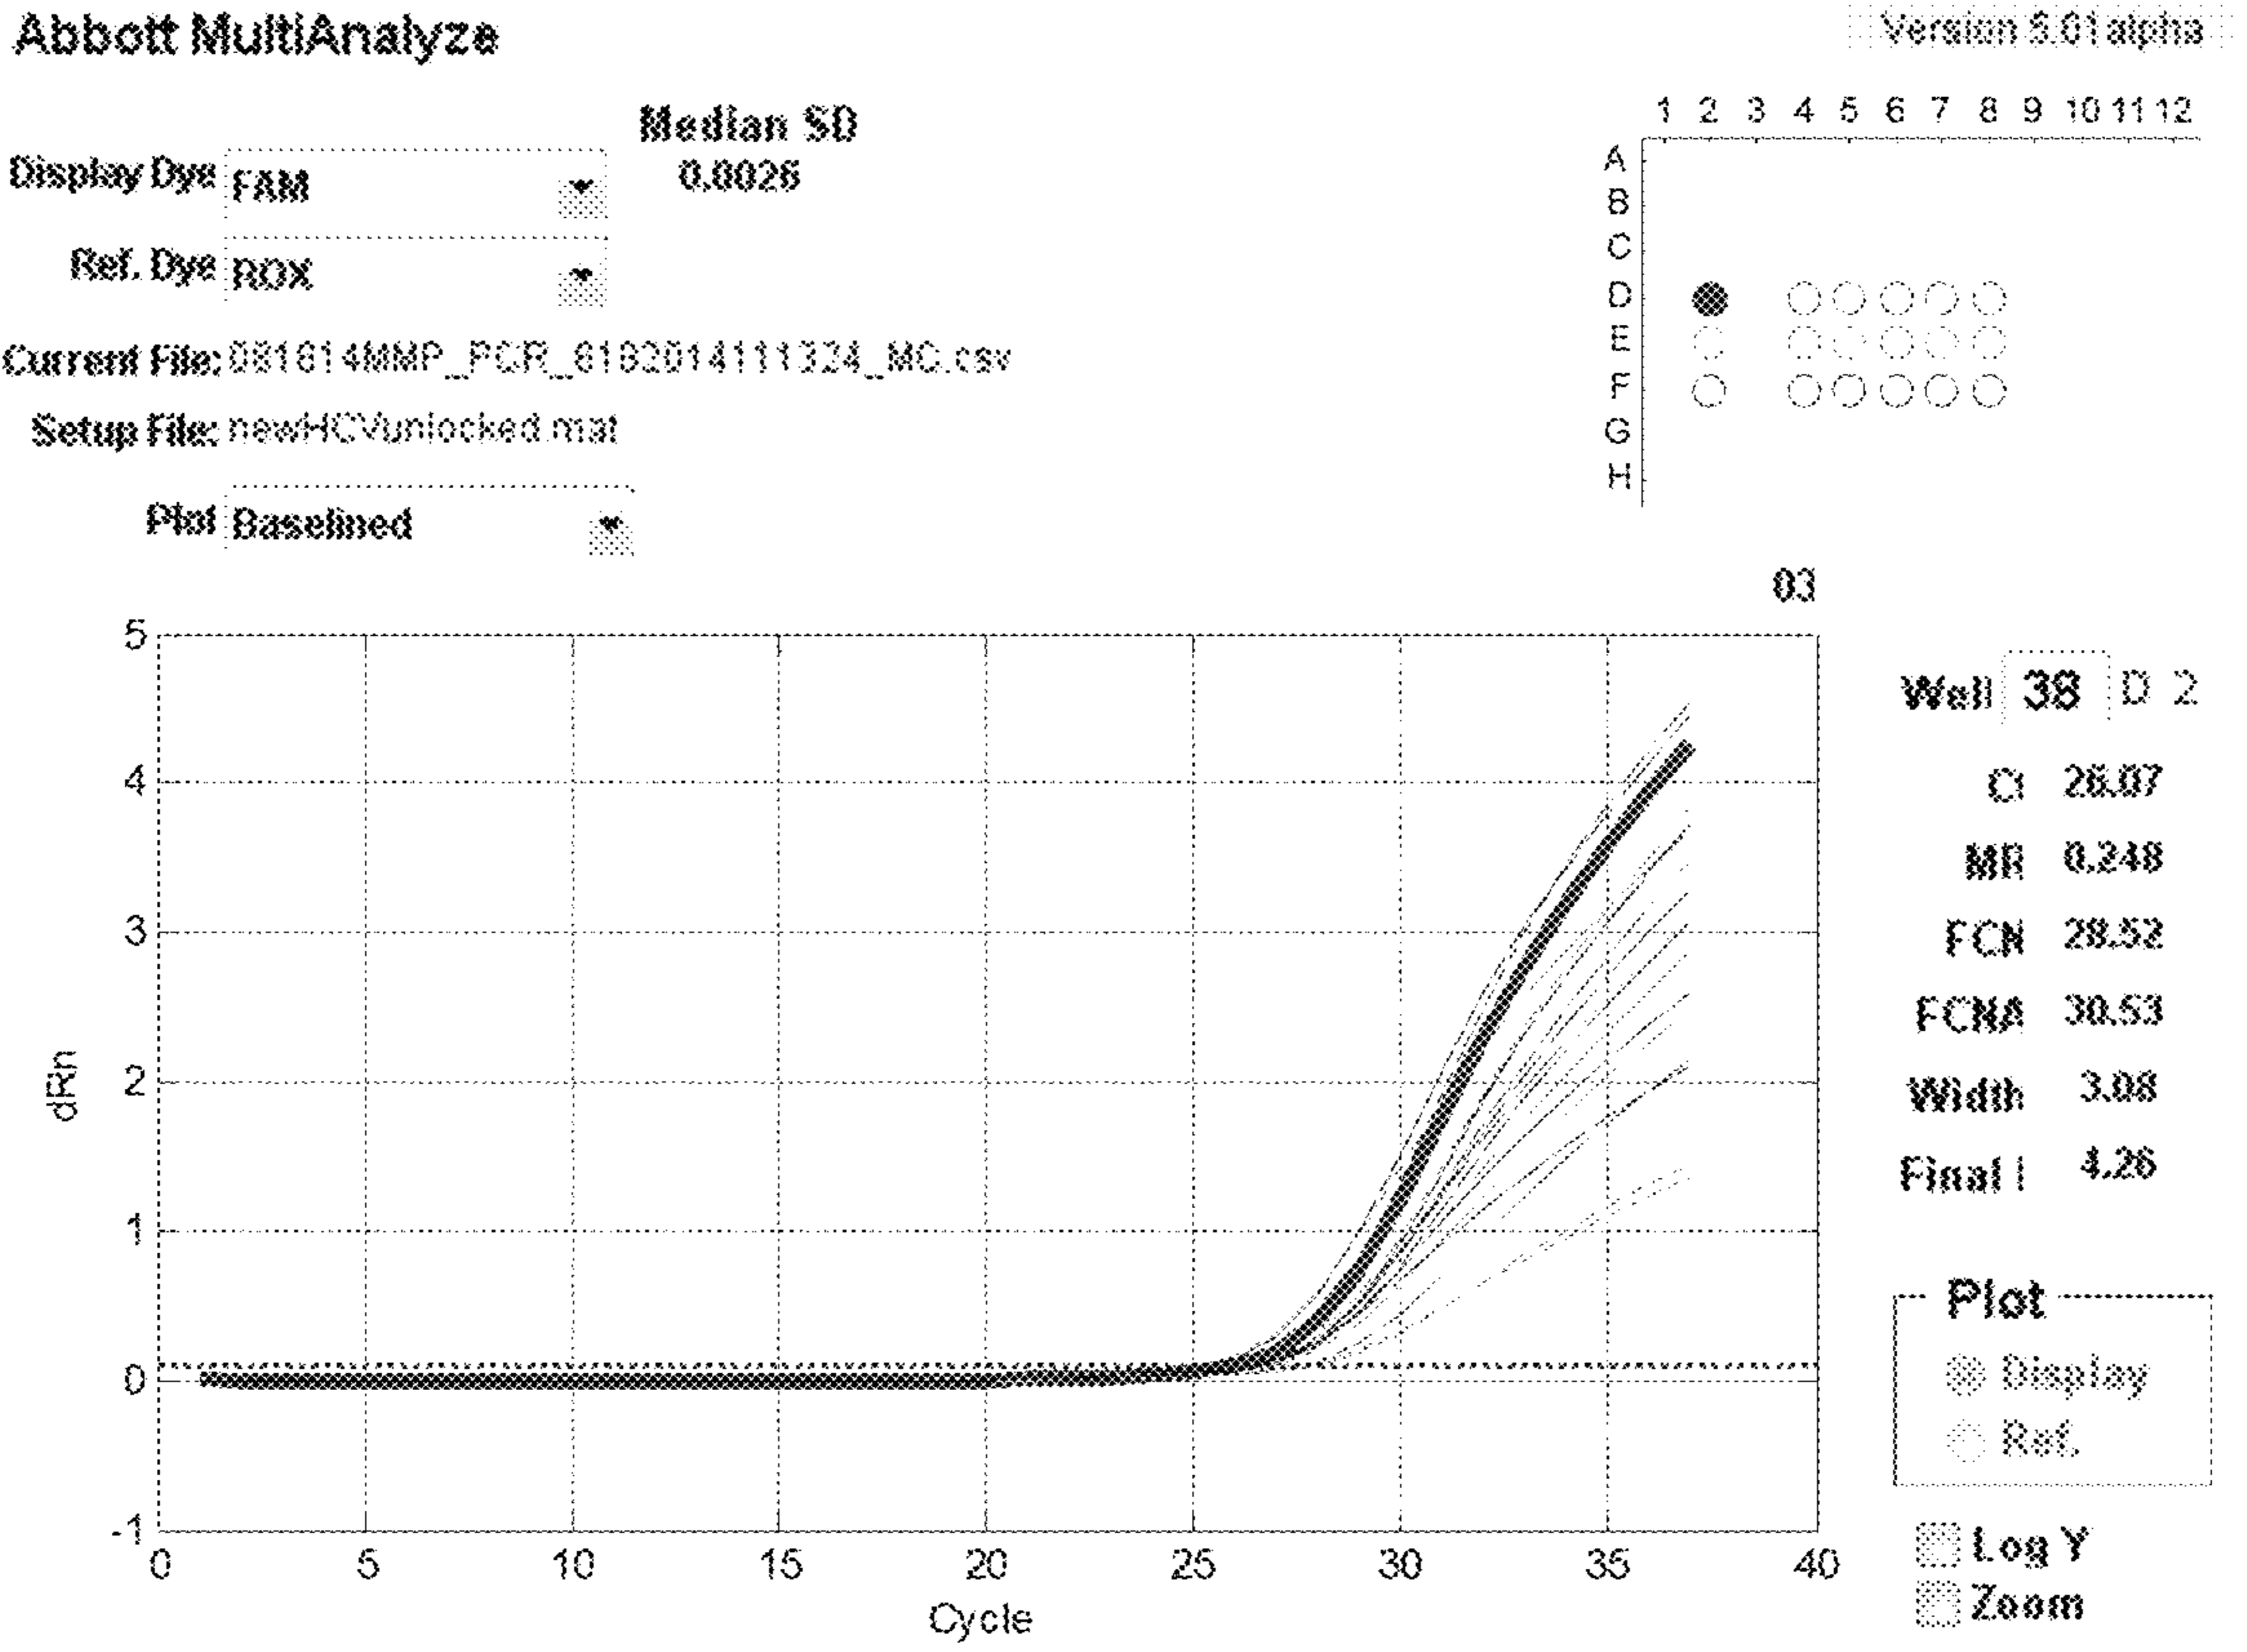 Abbott MultiAnalyze
Version 5.01 alpha
Median SD
0.0026
Display Dye FAM
Ref. Dye ROX
Current File: 081614MMP_PCR_8162014111324_MC.csv
Setup File: newHCVunlocked.mat
Plot Baselined
1 2 3 4 5 6 7 8 9 10 11 12
A
B
C
D
E
F
G
H
03
5
4
3
2
1
0
-1
dRn
0 5 10 15 20 25 30 35 40
Cycle
Well 38 D 2
Ct 26.07
MR 0.248
FCN 28.52
FCNA 30.53
Width 3.08
Final I 4.26
Plot
Display
Ref.
Log Y
Zoom